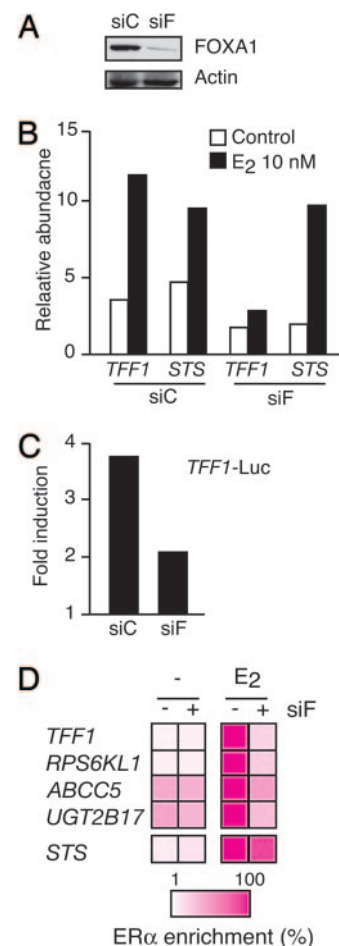 A
siC siF
FOXA1
Actin
B
15
10
5
0
Relaative abundacne
Control
E2 10 nM
TFF1 STS TFF1 STS
siC siF
C
4
3
2
1
Fold induction
TFF1-Luc
siC siF
D
- E2
- + - + siF
TFF1
RPS6KL1
ABCC5
UGT2B17
STS
1 100
ERα enrichment (%)